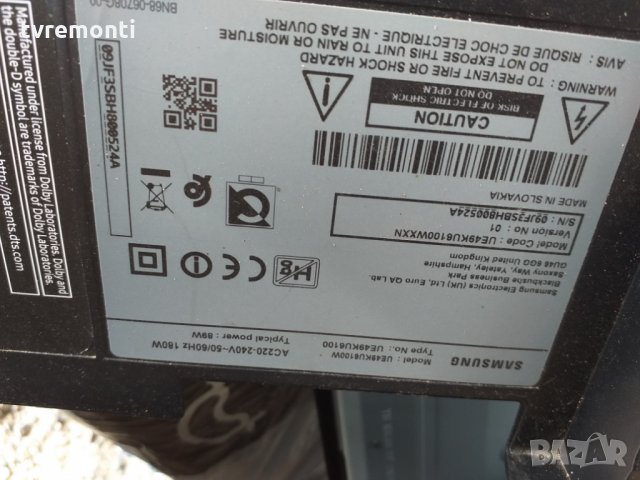 tvremonti
BN68-06708G-00
SAMSUNG
Model : UE49KU6100W
Type No.: UE49KU6100
AC220-240V~50/60Hz 180W
Typical power : 89W
Samsung Electronics (UK) Ltd, Euro QA Lab.
Blackbushe Business Park
Saxony Way, Yateley, Hampshire
GU46 6GG United Kingdom
Model Code : UE49KU6100WXXN
Version No : 01
S/N : 09JF3SBHB00524A
MADE IN SLOVAKIA
CAUTION
RISK OF ELECTRIC SHOCK
DO NOT OPEN
WARNING : TO PREVENT FIRE OR SHOCK HAZARD
DO NOT EXPOSE THIS UNIT TO RAIN OR MOISTURE
AVIS : RISQUE DE CHOC ELECTRIQUE - NE PAS OUVRIR
09JF3SBHB00524A
Hg
CE
Manufactured under license from Dolby Laboratories. Dolby and
the double-D symbol are trademarks of Dolby Laboratories.
http://patents.dts.com
BAZAR